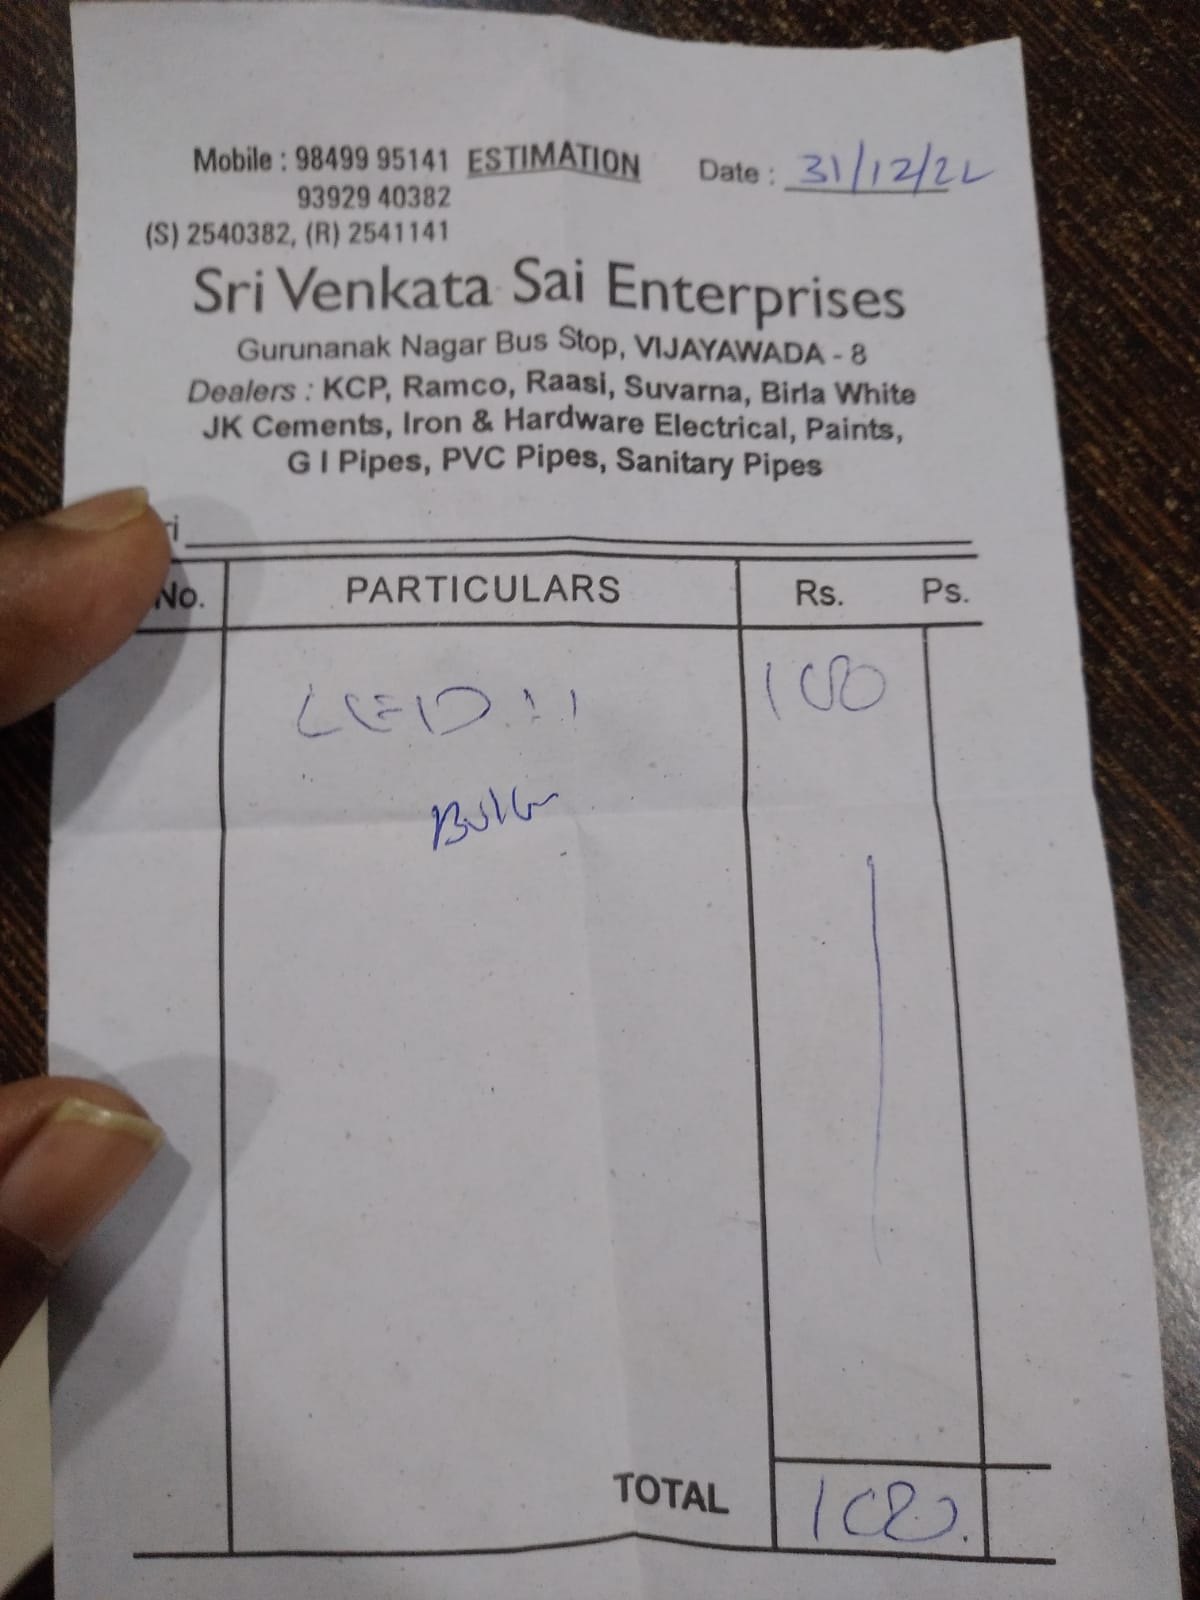 Mobile : 98499 95141 ESTIMATION Date : 31/12/22
93929 40382
(S) 2540382, (R) 2541141
Sri Venkata Sai Enterprises
Gurunanak Nagar Bus Stop, VIJAYAWADA - 8
Dealers : KCP, Ramco, Raasi, Suvarna, Birla White
JK Cements, Iron & Hardware Electrical, Paints,
G I Pipes, PVC Pipes, Sanitary Pipes
No. PARTICULARS Rs. Ps.
LED 100
Bulb
TOTAL 100.